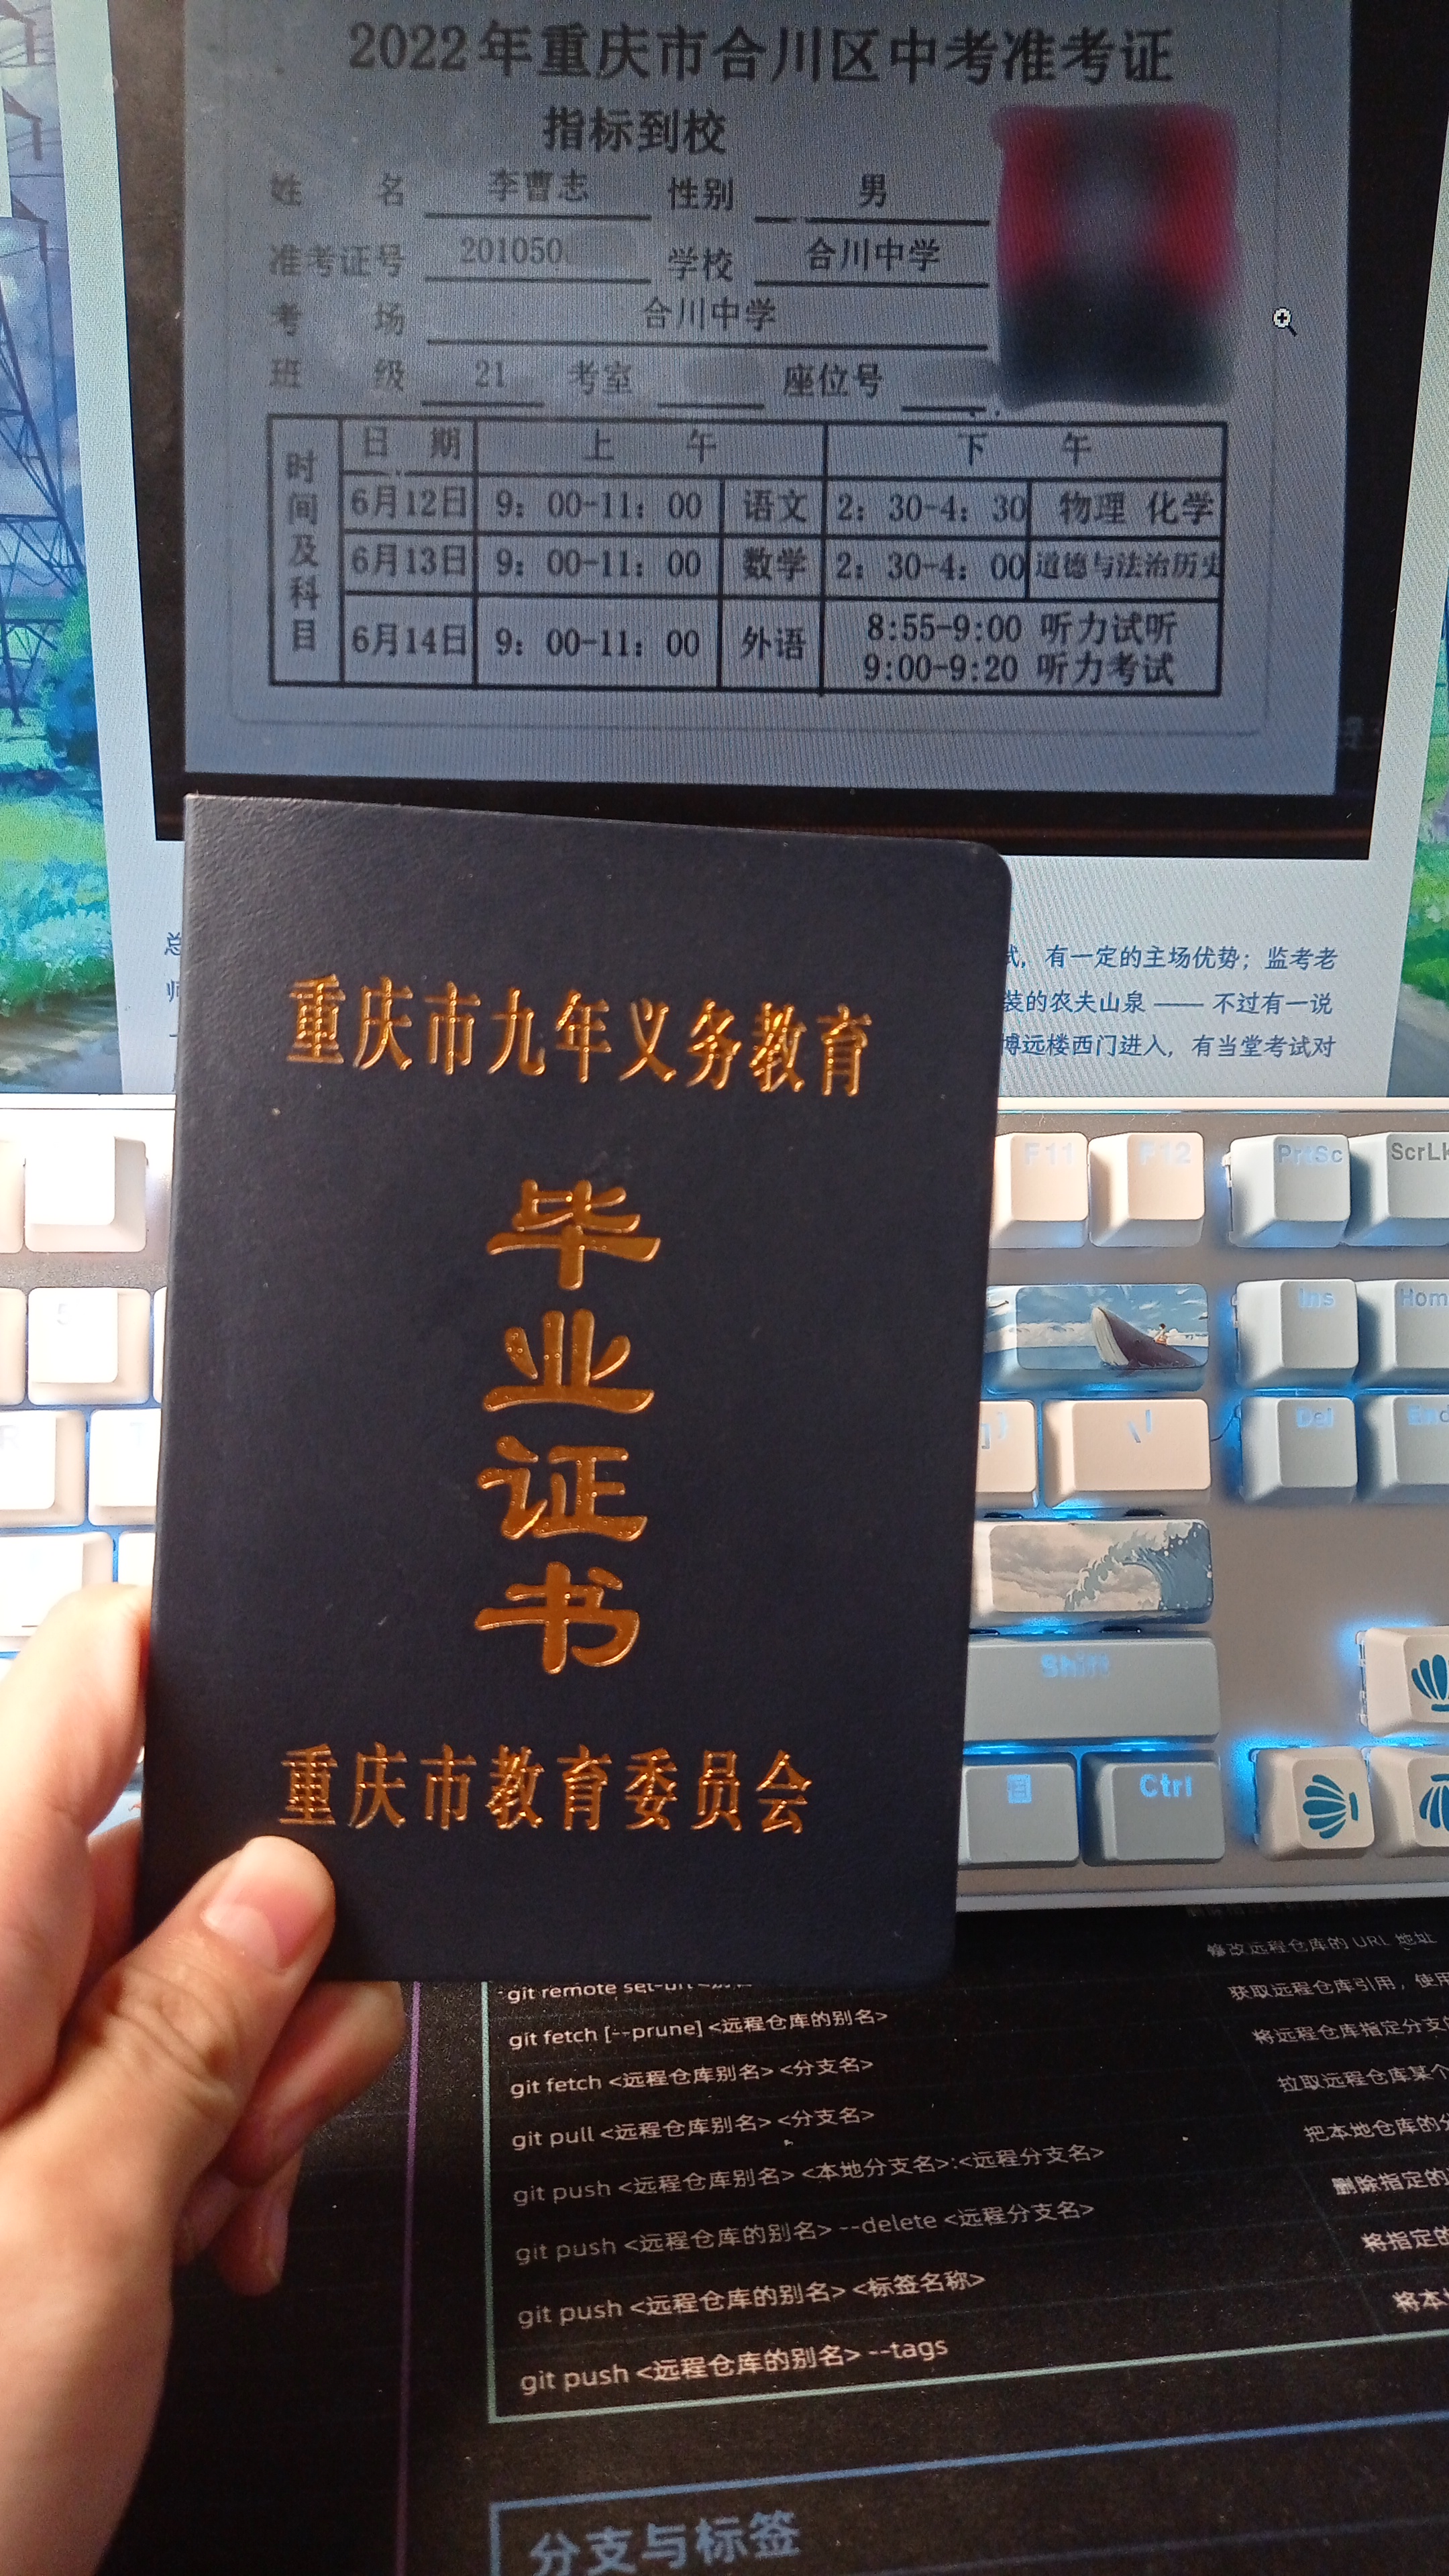 2022年重庆市合川区中考准考证
指标到校
姓 名 李曹志 性别 男
准考证号 201050 学校 合川中学
考 场 合川中学
班 级 21 考室 座位号
时间及科目 日 期 上 午 下 午
6月12日 9：00-11：00 语文 2：30-4：30 物理 化学
6月13日 9：00-11：00 数学 2：30-4：00 道德与法治历史
6月14日 9：00-11：00 外语 8:55-9:00 听力试听
9:00-9:20 听力考试
总
，有一定的主场优势；监考老
师
装的农夫山泉 —— 不过有一说
博远楼西门进入，有当堂考试对
重庆市九年义务教育
毕
业
证
书
重庆市教育委员会
F11 F12 PrtSc ScrLk
5 Ins Hom
R T ]} \| Del End
Shift
Ctrl
修改远程仓库的 URL 地址
git remote set-url
获取远程仓库引用，使用
git fetch [--prune] <远程仓库的别名>
将远程仓库指定分支的
git fetch <远程仓库别名> <分支名>
拉取远程仓库某个
git pull <远程仓库别名> <分支名>
把本地仓库的分
git push <远程仓库别名> <本地分支名>:<远程分支名>
删除指定的
git push <远程仓库的别名> --delete <远程分支名>
将指定的
git push <远程仓库的别名> <标签名称>
将本
git push <远程仓库的别名> --tags
分支与标签